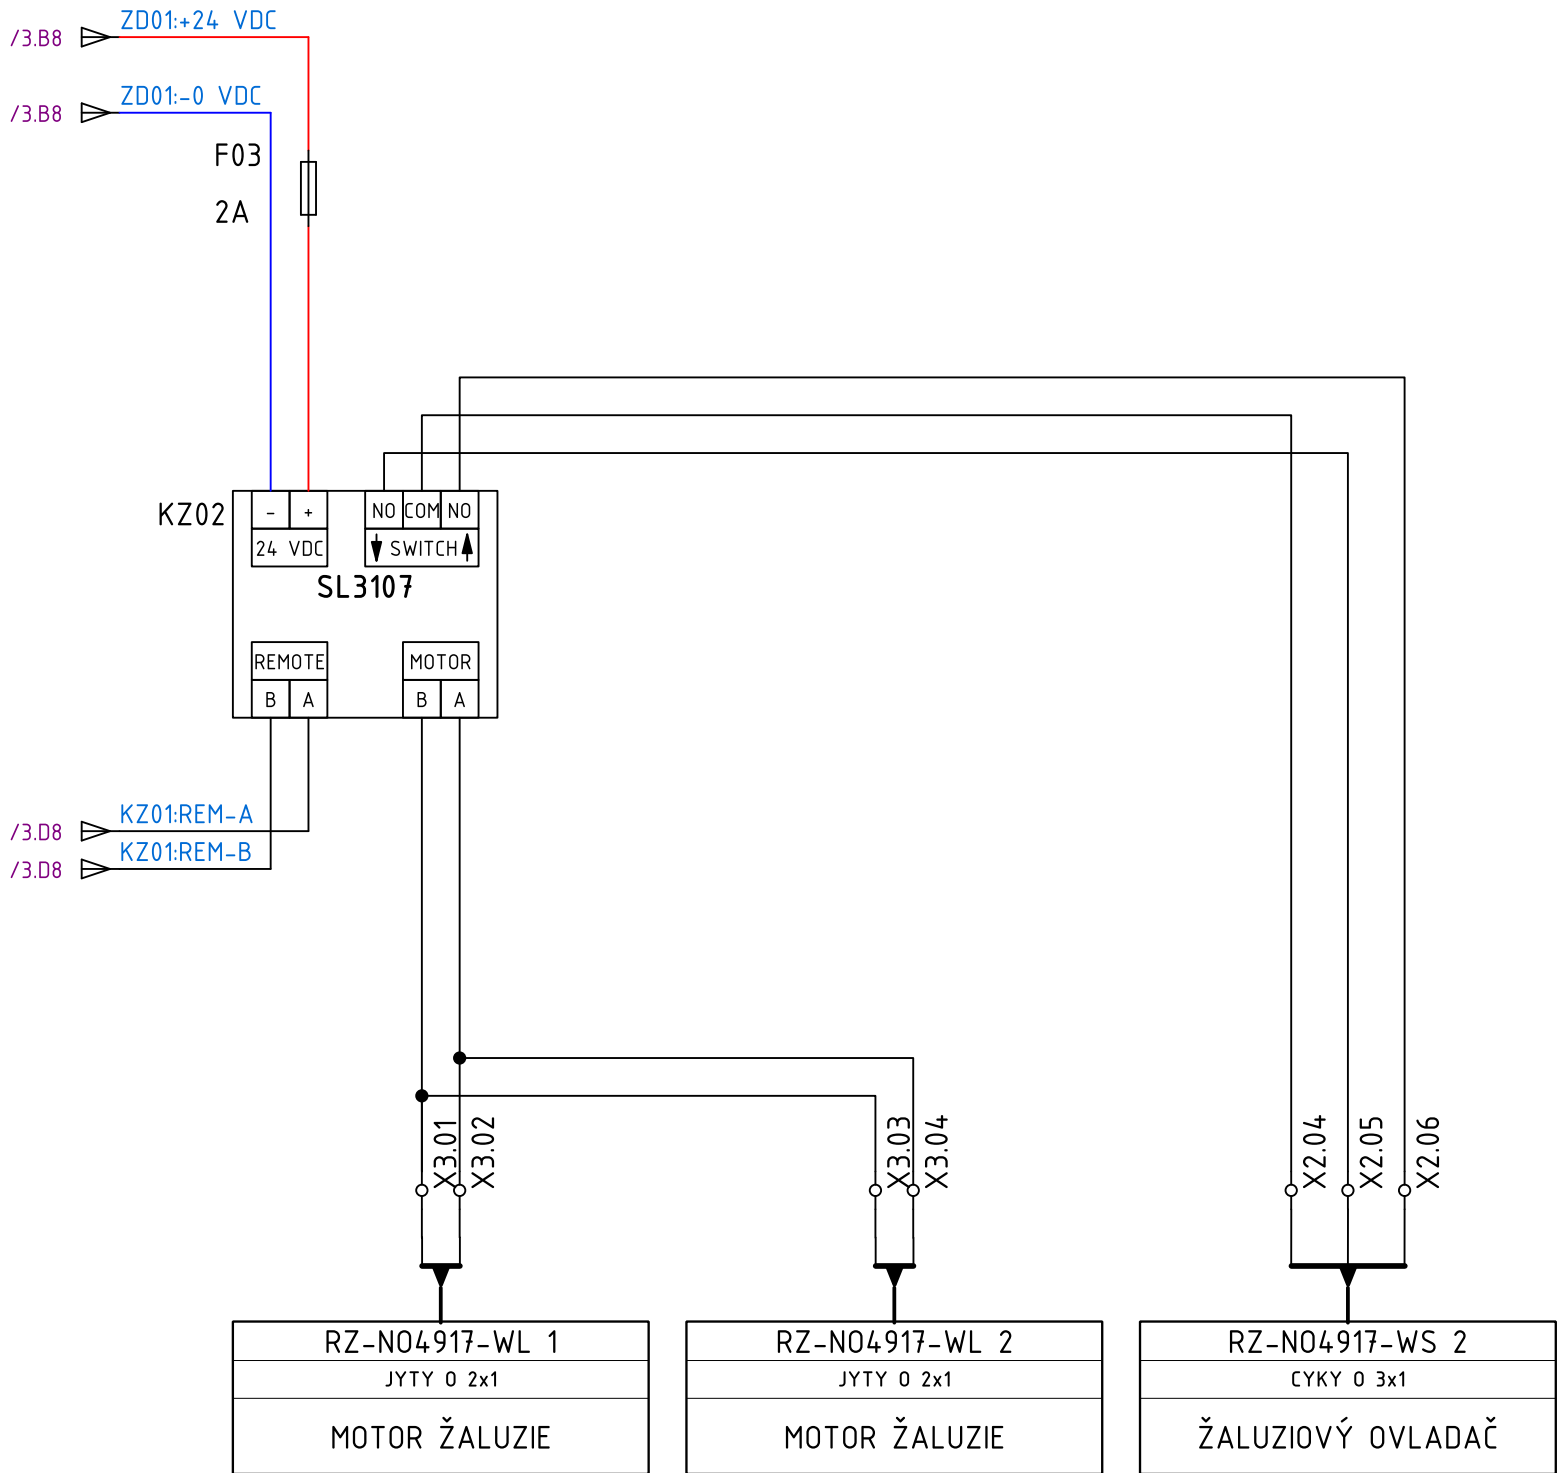 ZD01:+24 VDC
/3.B8
ZD01:-0 VDC
/3.B8
F03
2A
KZ02
- + NO COM NO
24 VDC SWITCH
SL3107
REMOTE MOTOR
B A B A
KZ01:REM-A
/3.D8
KZ01:REM-B
/3.D8
X3.01 X3.02 X3.03 X3.04 X2.04 X2.05 X2.06
RZ-NO4917-WL 1 RZ-NO4917-WL 2 RZ-NO4917-WS 2
JYTY O 2x1 JYTY O 2x1 CYKY O 3x1
MOTOR ŽALUZIE MOTOR ŽALUZIE ŽALUZIOVÝ OVLADAČ